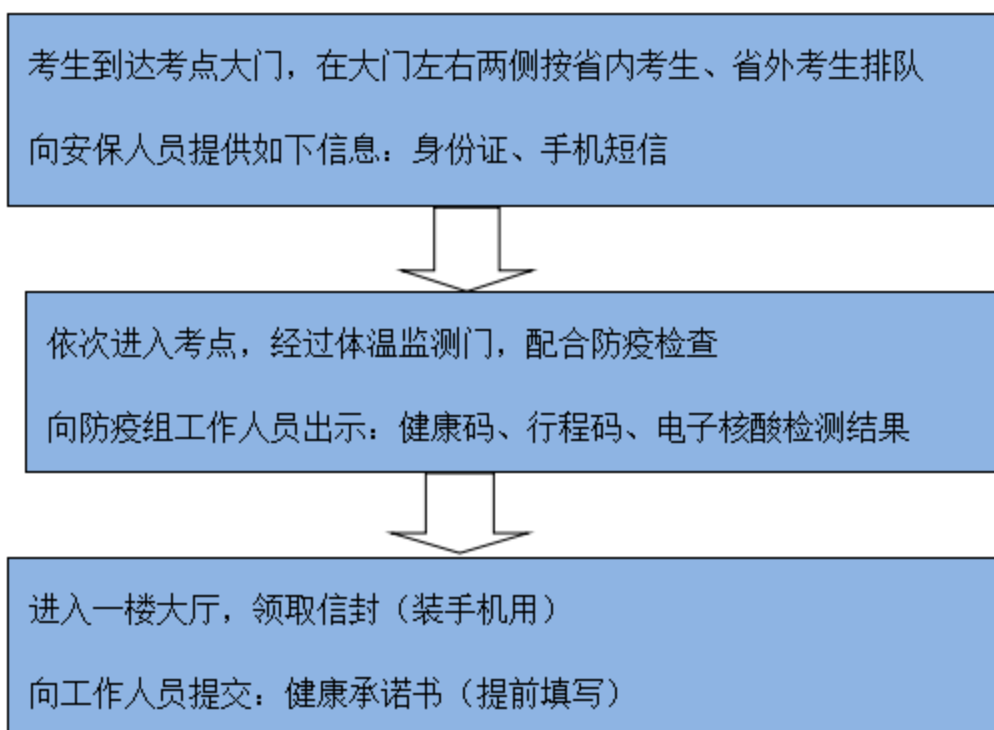 考生到达考点大门，在大门左右两侧按省内考生、省外考生排队
向安保人员提供如下信息：身份证、手机短信
依次进入考点，经过体温监测门，配合防疫检查
向防疫组工作人员出示：健康码、行程码、电子核酸检测结果
进入一楼大厅，领取信封（装手机用）
向工作人员提交：健康承诺书（提前填写）